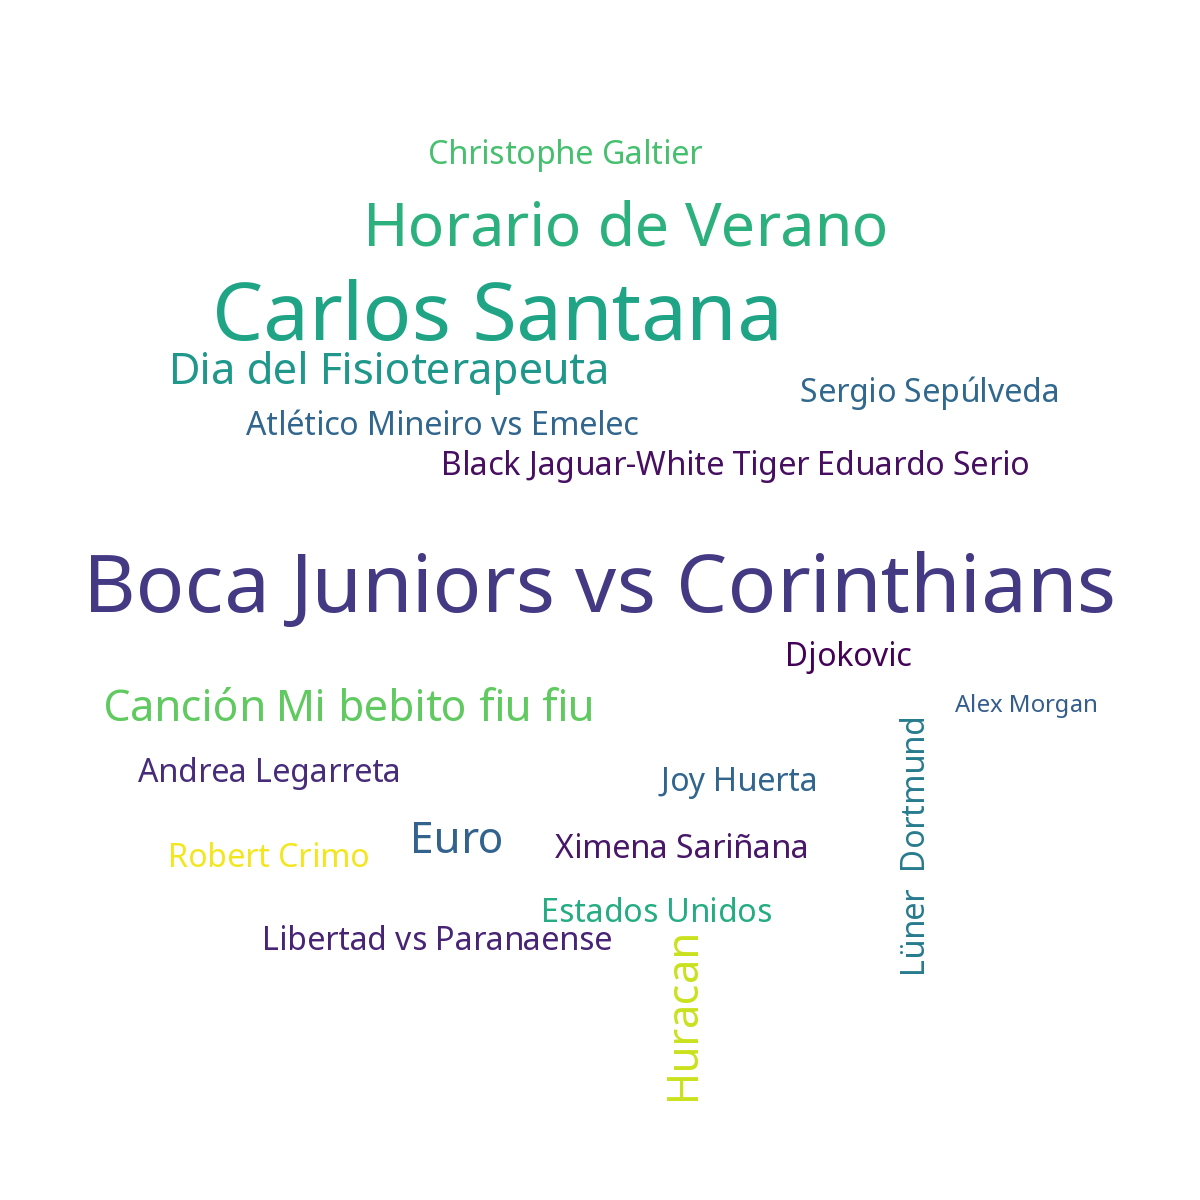 Christophe Galtier
Horario de Verano
Carlos Santana
Dia del Fisioterapeuta
Sergio Sepúlveda
Atlético Mineiro vs Emelec
Black Jaguar-White Tiger Eduardo Serio
Boca Juniors vs Corinthians
Djokovic
Canción Mi bebito fiu fiu
Alex Morgan
Andrea Legarreta
Joy Huerta
Lüner Dortmund
Euro
Ximena Sariñana
Robert Crimo
Estados Unidos
Libertad vs Paranaense
Huracan